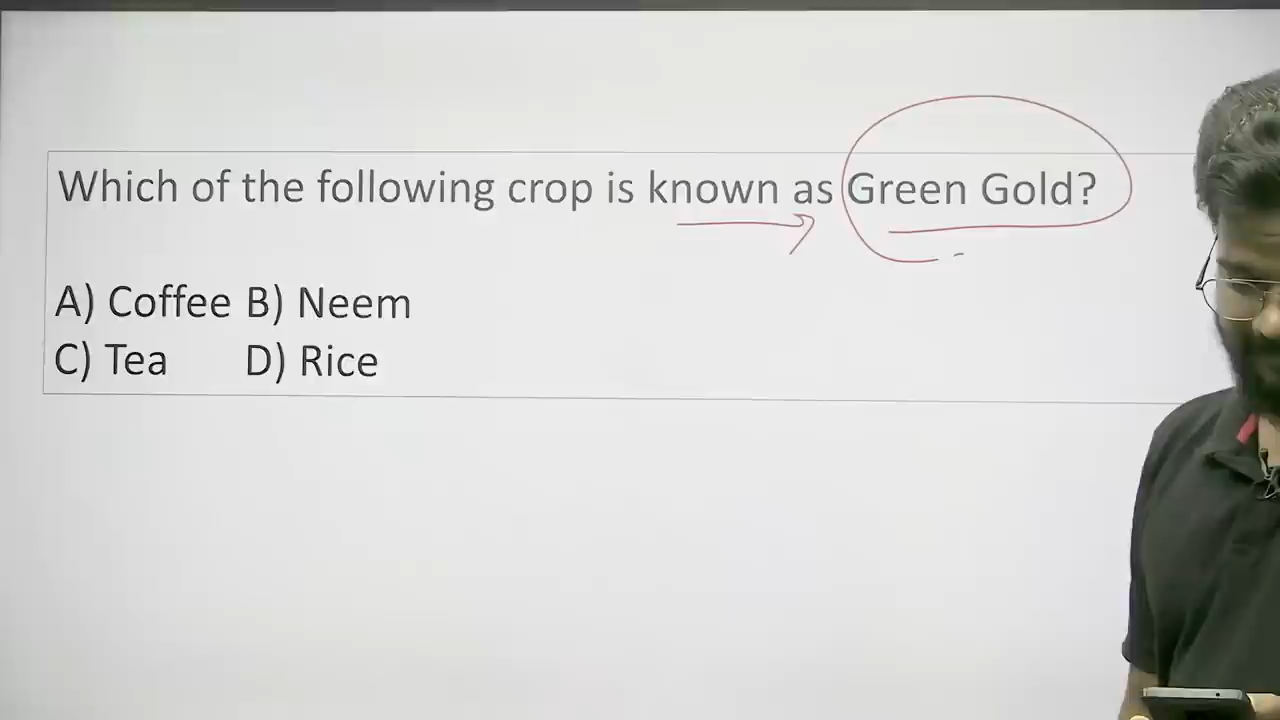 Which of the following crop is known as Green Gold?
A) Coffee B) Neem
C) Tea D) Rice